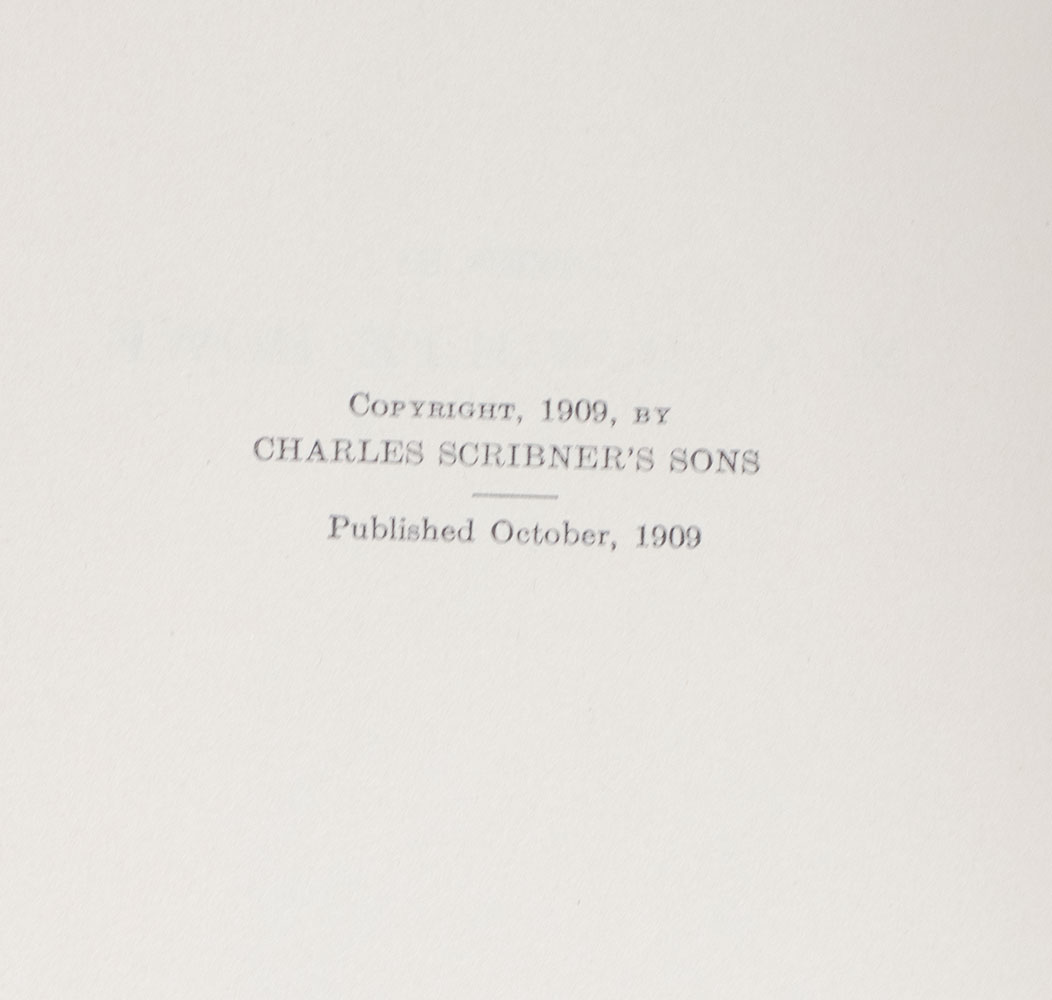 Copyright, 1909, by
CHARLES SCRIBNER'S SONS
Published October, 1909